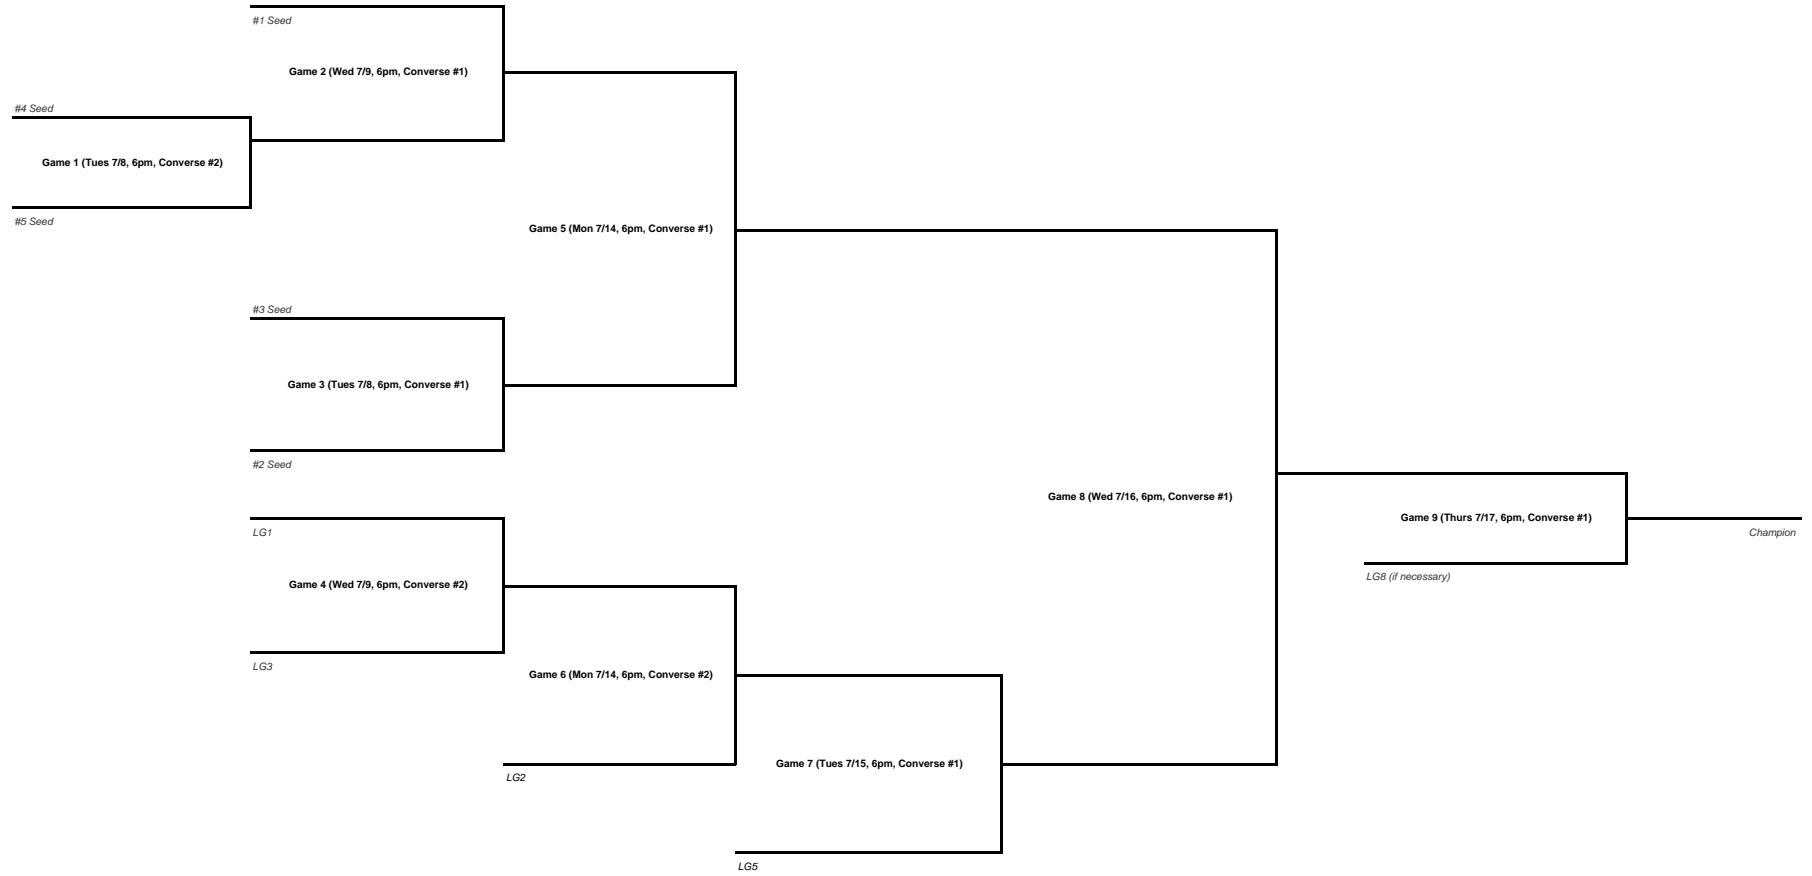 #1 Seed
Game 2 (Wed 7/9, 6pm, Converse #1)
#4 Seed
Game 1 (Tues 7/8, 6pm, Converse #2)
#5 Seed
Game 5 (Mon 7/14, 6pm, Converse #1)
#3 Seed
Game 3 (Tues 7/8, 6pm, Converse #1)
#2 Seed
Game 8 (Wed 7/16, 6pm, Converse #1)
Game 9 (Thurs 7/17, 6pm, Converse #1)
LG1
Champion
LG8 (if necessary)
Game 4 (Wed 7/9, 6pm, Converse #2)
LG3
Game 6 (Mon 7/14, 6pm, Converse #2)
Game 7 (Tues 7/15, 6pm, Converse #1)
LG2
LG5